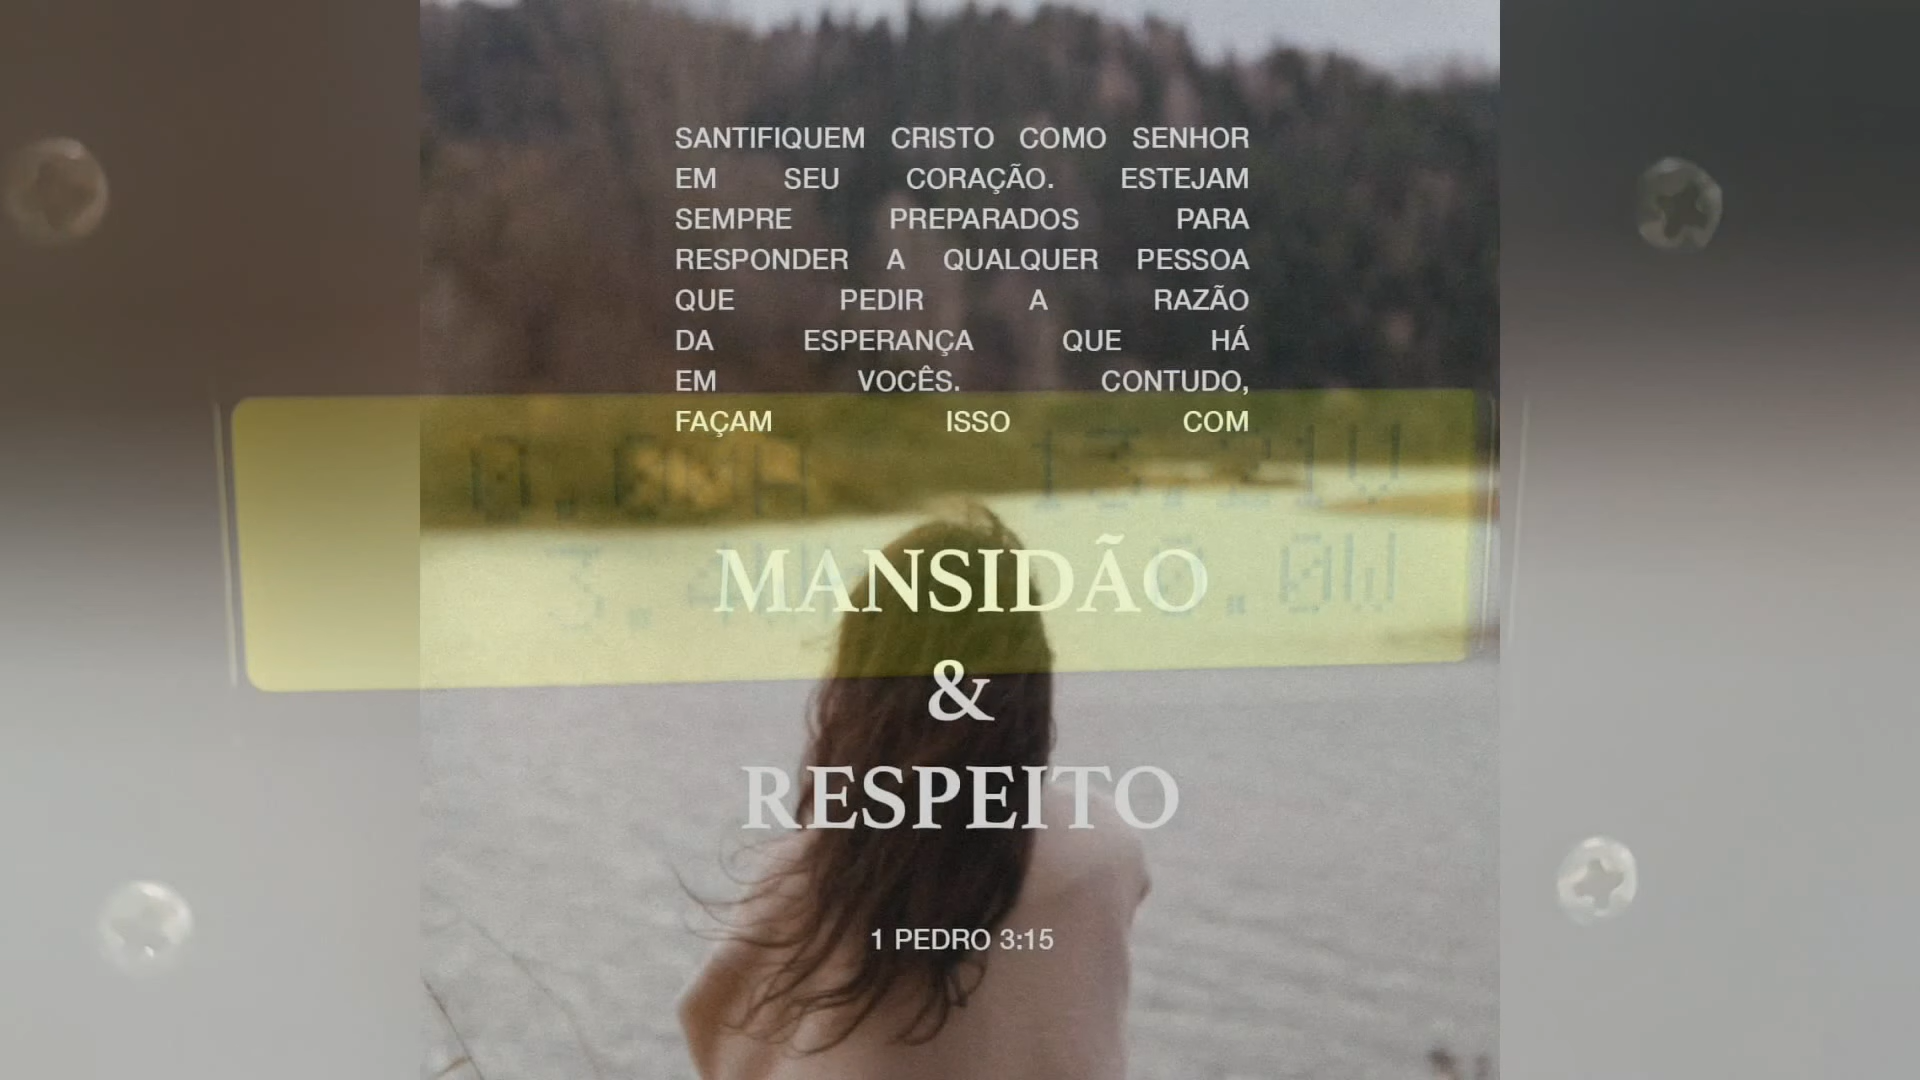 SANTIFIQUEM CRISTO COMO SENHOR
EM SEU CORAÇÃO. ESTEJAM
SEMPRE PREPARADOS PARA
RESPONDER A QUALQUER PESSOA
QUE PEDIR A RAZÃO
DA ESPERANÇA QUE HÁ
EM VOCÊS. CONTUDO,
FAÇAM ISSO COM
MANSIDÃO
&
RESPEITO
1 PEDRO 3:15